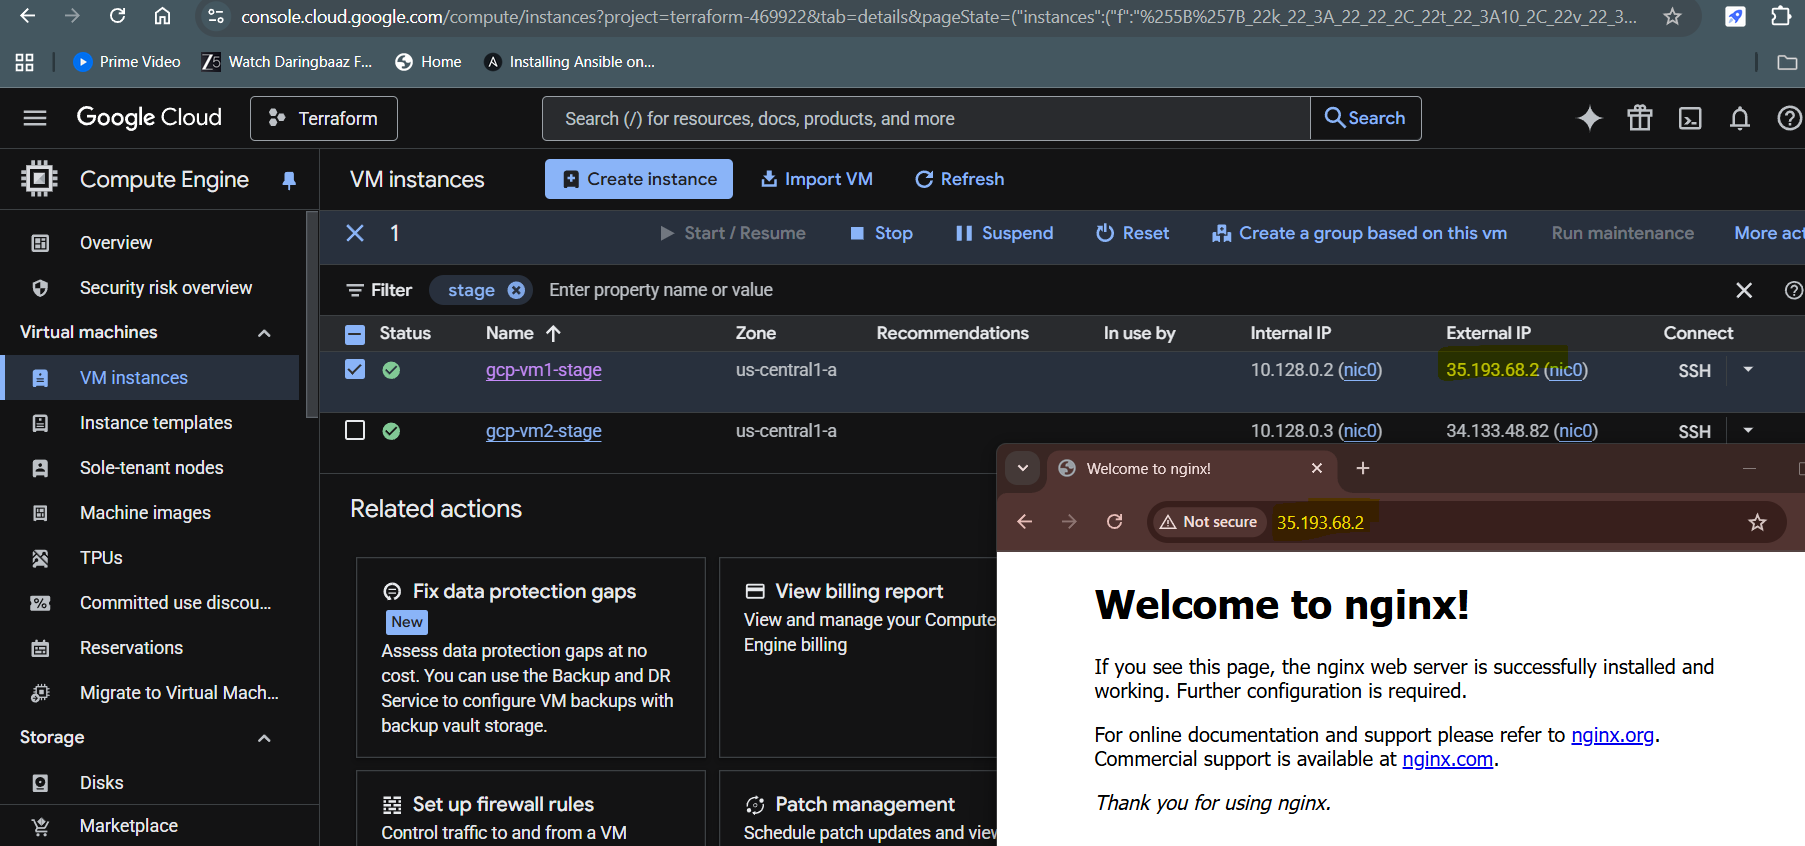 console.cloud.google.com/compute/instances?project=terraform-469922&tab=details&pageState=("instances":("f":"%255B%257B_22k_22_3A_22_22_2C_22t_22_3A10_2C_22v_22_3...
Prime Video
Watch Daringbaaz F...
Home
Installing Ansible on...
Google Cloud
Terraform
Search (/) for resources, docs, products, and more
Search
Compute Engine
VM instances
Create instance
Import VM
Refresh
1
Start / Resume
Stop
Suspend
Reset
Create a group based on this vm
Run maintenance
More act
Overview
Security risk overview
Virtual machines
VM instances
Instance templates
Sole-tenant nodes
Machine images
TPUs
Committed use discou...
Reservations
Migrate to Virtual Mach...
Storage
Disks
Marketplace
Filter stage Enter property name or value
Status Name Zone Recommendations In use by Internal IP External IP Connect
gcp-vm1-stage us-central1-a 10.128.0.2 (nic0) 35.193.68.2 (nic0) SSH
gcp-vm2-stage us-central1-a 10.128.0.3 (nic0) 34.133.48.82 (nic0) SSH
Related actions
Fix data protection gaps
New
Assess data protection gaps at no
cost. You can use the Backup and DR
Service to configure VM backups with
backup vault storage.
View billing report
View and manage your Compute
Engine billing
Set up firewall rules
Control traffic to and from a VM
Patch management
Schedule patch updates and view
Welcome to nginx!
Not secure 35.193.68.2
Welcome to nginx!
If you see this page, the nginx web server is successfully installed and
working. Further configuration is required.
For online documentation and support please refer to nginx.org.
Commercial support is available at nginx.com.
Thank you for using nginx.